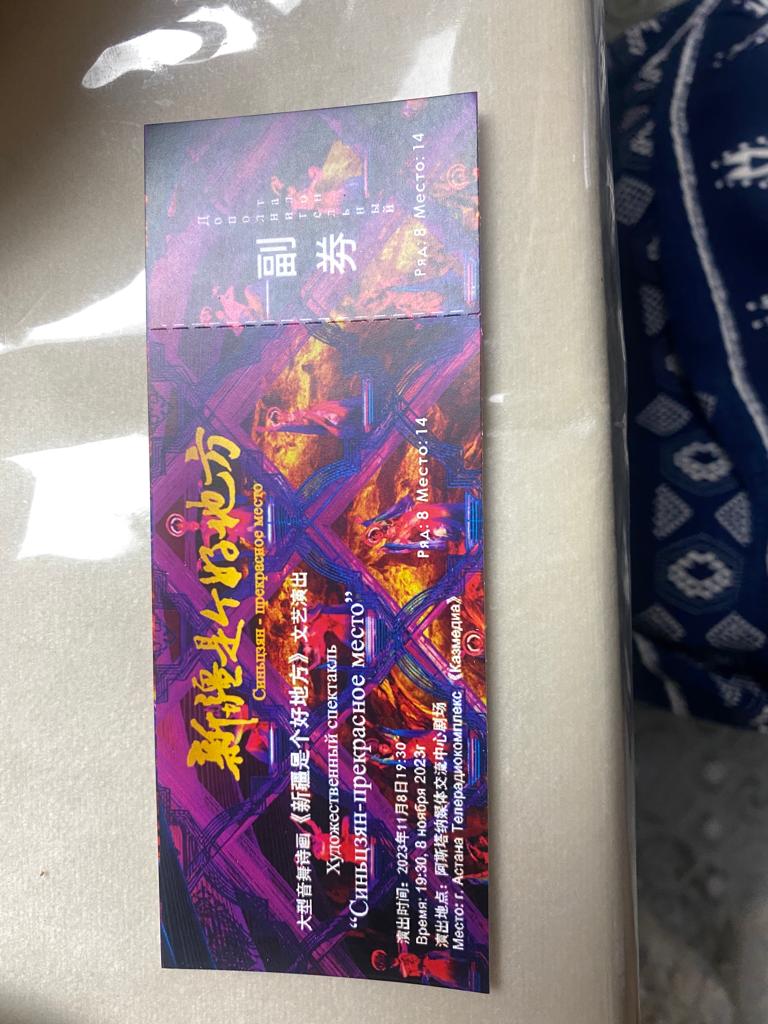 新疆是个好地方
Синьцзян - прекрасное место
大型音舞诗画《新疆是个好地方》文艺演出
Художественный спектакль
“Синьцзян-прекрасное место”
演出时间：2023年11月8日19:30
Время: 19:30, 8 ноября 2023г
演出地点：阿斯塔纳媒体交流中心剧场
Место: г. Астана Телерадиокомплекс 《Казмедиа》
Ряд: 8 Место: 14
副券
Д
о
п
о л
л н и
н а т
и л е
т о н
Ряд: 8 Место: 14